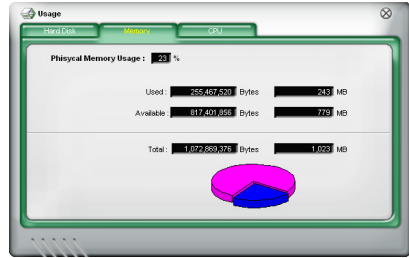 Usage
Hard Disk Memory CPU
Phisycal Memory Usage : 23 %
Used : 255,467,520 Bytes 243 MB
Available : 817,401,856 Bytes 779 MB
Total : 1,072,869,376 Bytes 1,023 MB